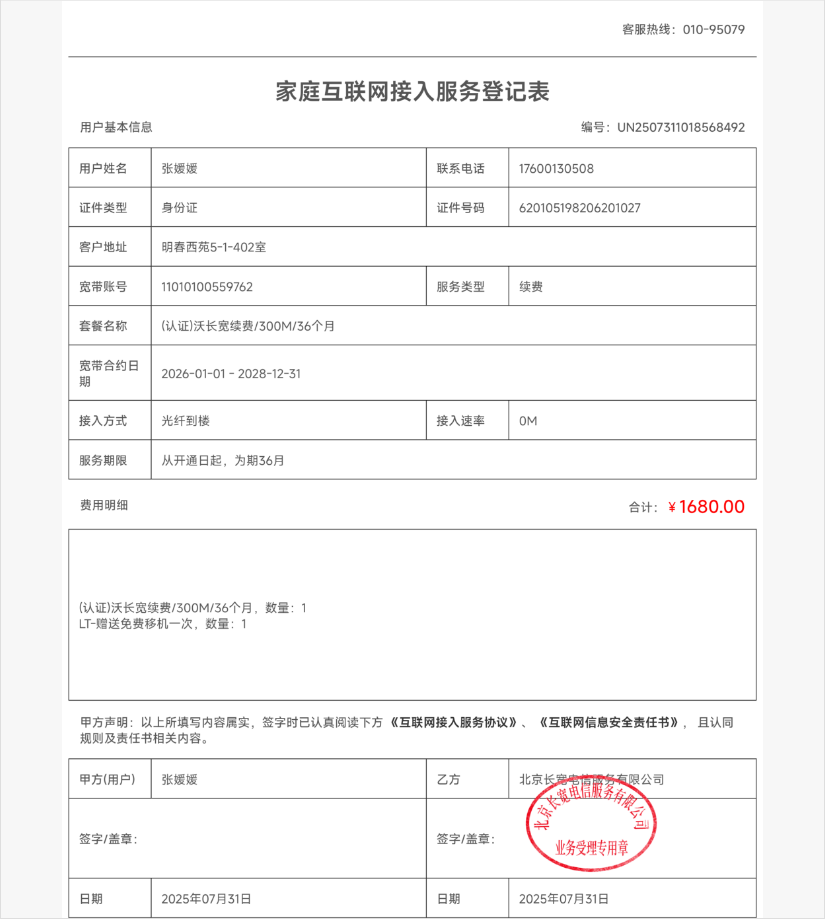 客服热线：010-95079
家庭互联网接入服务登记表
用户基本信息 编号：UN2507311018568492
用户姓名 张嫒嫒 联系电话 17600130508
证件类型 身份证 证件号码 620105198206201027
客户地址 明春西苑5-1-402室
宽带账号 11010100559762 服务类型 续费
套餐名称 (认证)沃长宽续费/300M/36个月
宽带合约日
期 2026-01-01 - 2028-12-31
接入方式 光纤到楼 接入速率 0M
服务期限 从开通日起，为期36月
费用明细 合计：￥1680.00
(认证)沃长宽续费/300M/36个月，数量：1
LT-赠送免费移机一次，数量：1
甲方声明：以上所填写内容属实，签字时已认真阅读下方《互联网接入服务协议》、《互联网信息安全责任书》，且认同
规则及责任书相关内容。
甲方(用户) 张嫒嫒 乙方 北京长宽电信服务有限公司
签字/盖章： 签字/盖章：
北京长宽电信服务有限公司
业务受理专用章
日期 2025年07月31日 日期 2025年07月31日